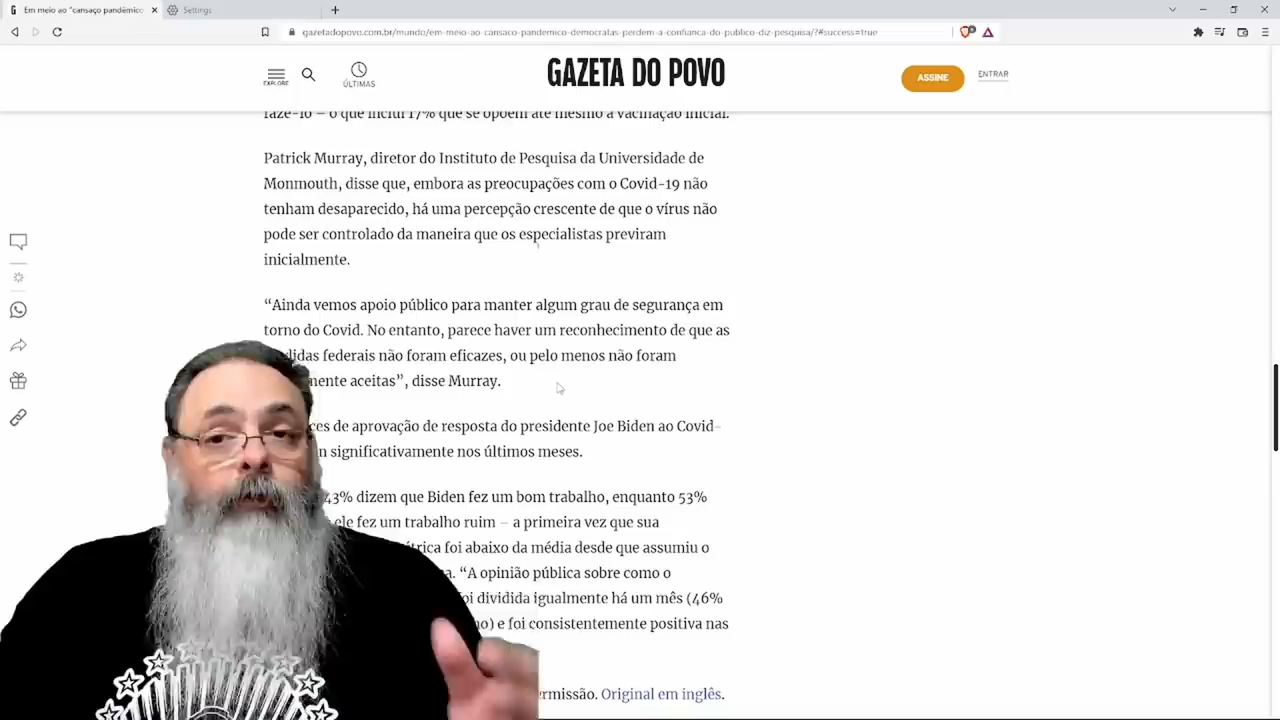 Em meio ao "cansaço pandêmico
Settings
gazetadopovo.com.br/mundo/em-meio-ao-cansaco-pandemico-democratas-perdem-a-confianca-do-publico-diz-pesquisa/?#success=true
EXPLORE
ÚLTIMAS
GAZETA DO POVO
ASSINE
ENTRAR
fazê-lo – o que inclui 17% que se opõem até mesmo à vacinação inicial.
Patrick Murray, diretor do Instituto de Pesquisa da Universidade de
Monmouth, disse que, embora as preocupações com o Covid-19 não
tenham desaparecido, há uma percepção crescente de que o vírus não
pode ser controlado da maneira que os especialistas previram
inicialmente.
“Ainda vemos apoio público para manter algum grau de segurança em
torno do Covid. No entanto, parece haver um reconhecimento de que as
didas federais não foram eficazes, ou pelo menos não foram
mente aceitas”, disse Murray.
ces de aprovação de resposta do presidente Joe Biden ao Covid-
significativamente nos últimos meses.
43% dizem que Biden fez um bom trabalho, enquanto 53%
ele fez um trabalho ruim – a primeira vez que sua
trica foi abaixo da média desde que assumiu o
a. “A opinião pública sobre como o
oi dividida igualmente há um mês (46%
ho) e foi consistentemente positiva nas
ermissão. Original em inglês.